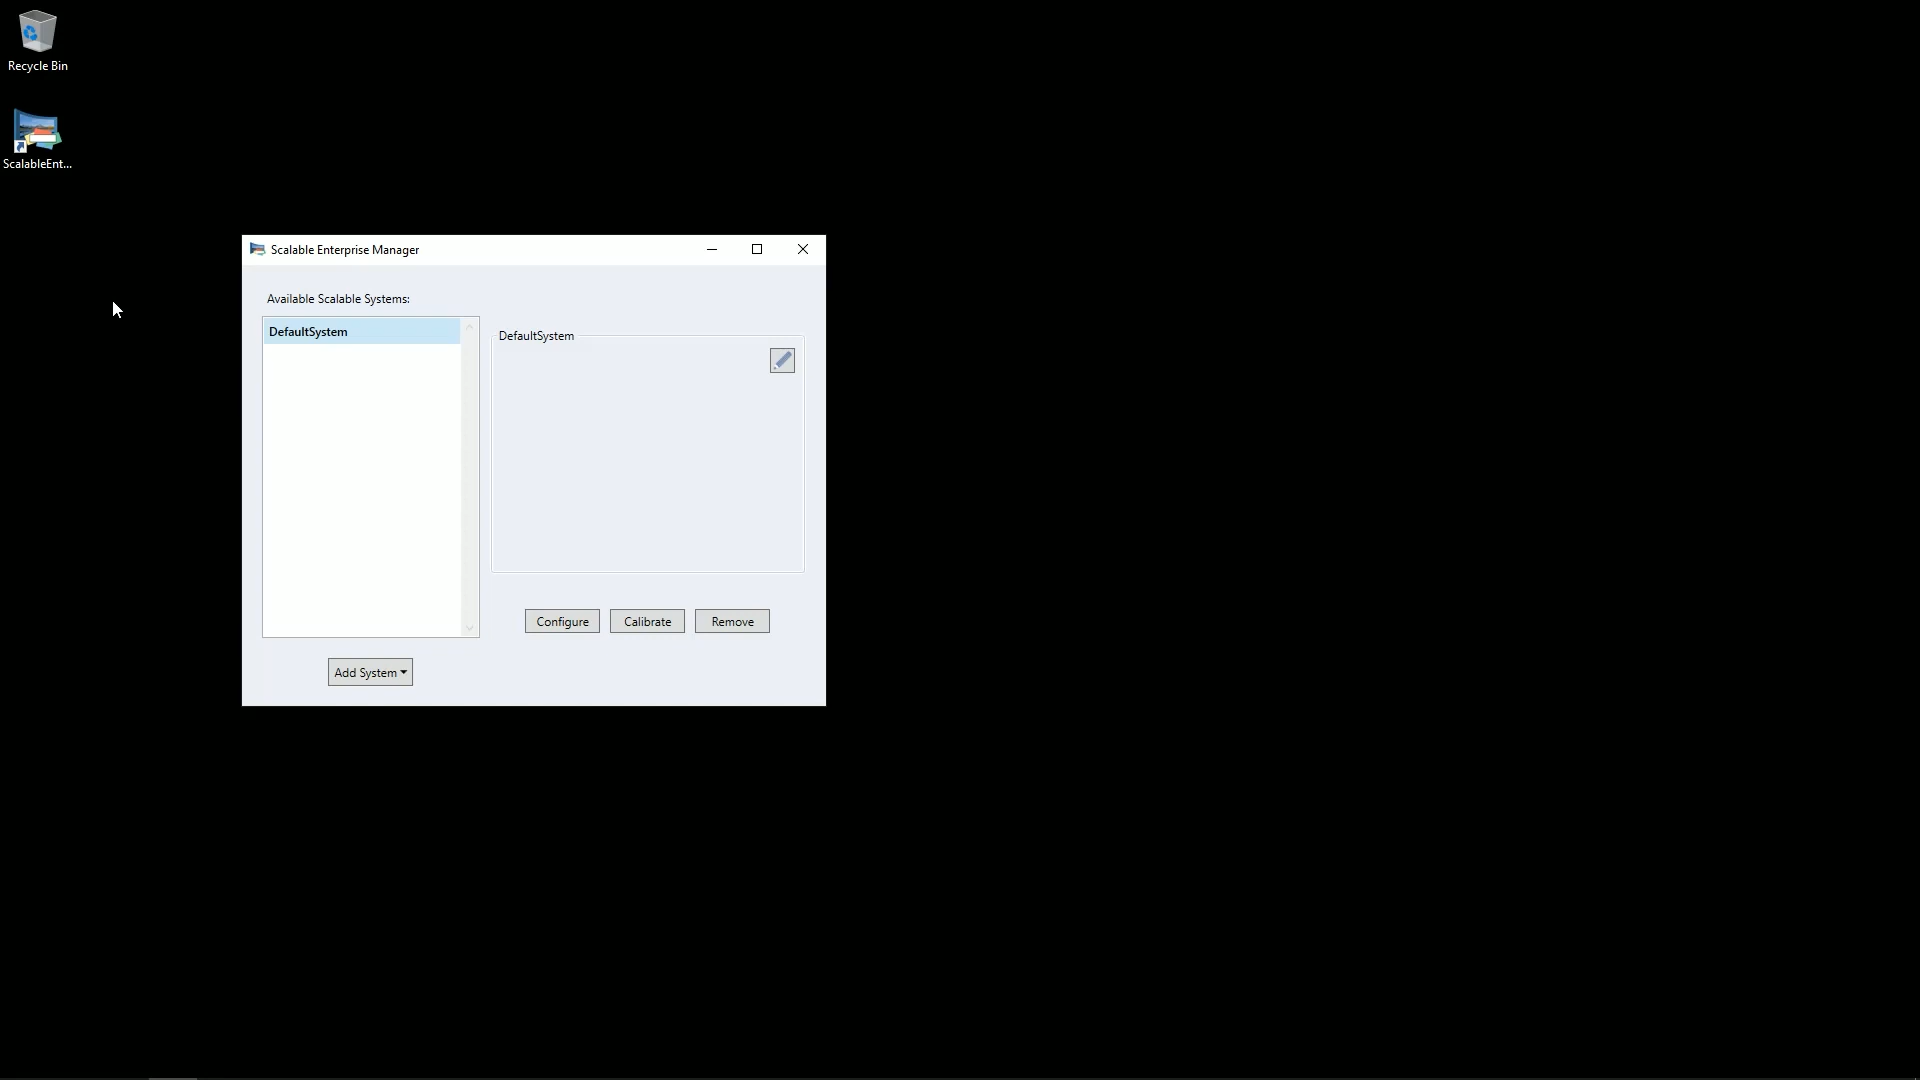 Recycle Bin
ScalableEnt...
Scalable Enterprise Manager
Available Scalable Systems:
DefaultSystem
DefaultSystem
Configure
Calibrate
Remove
Add System